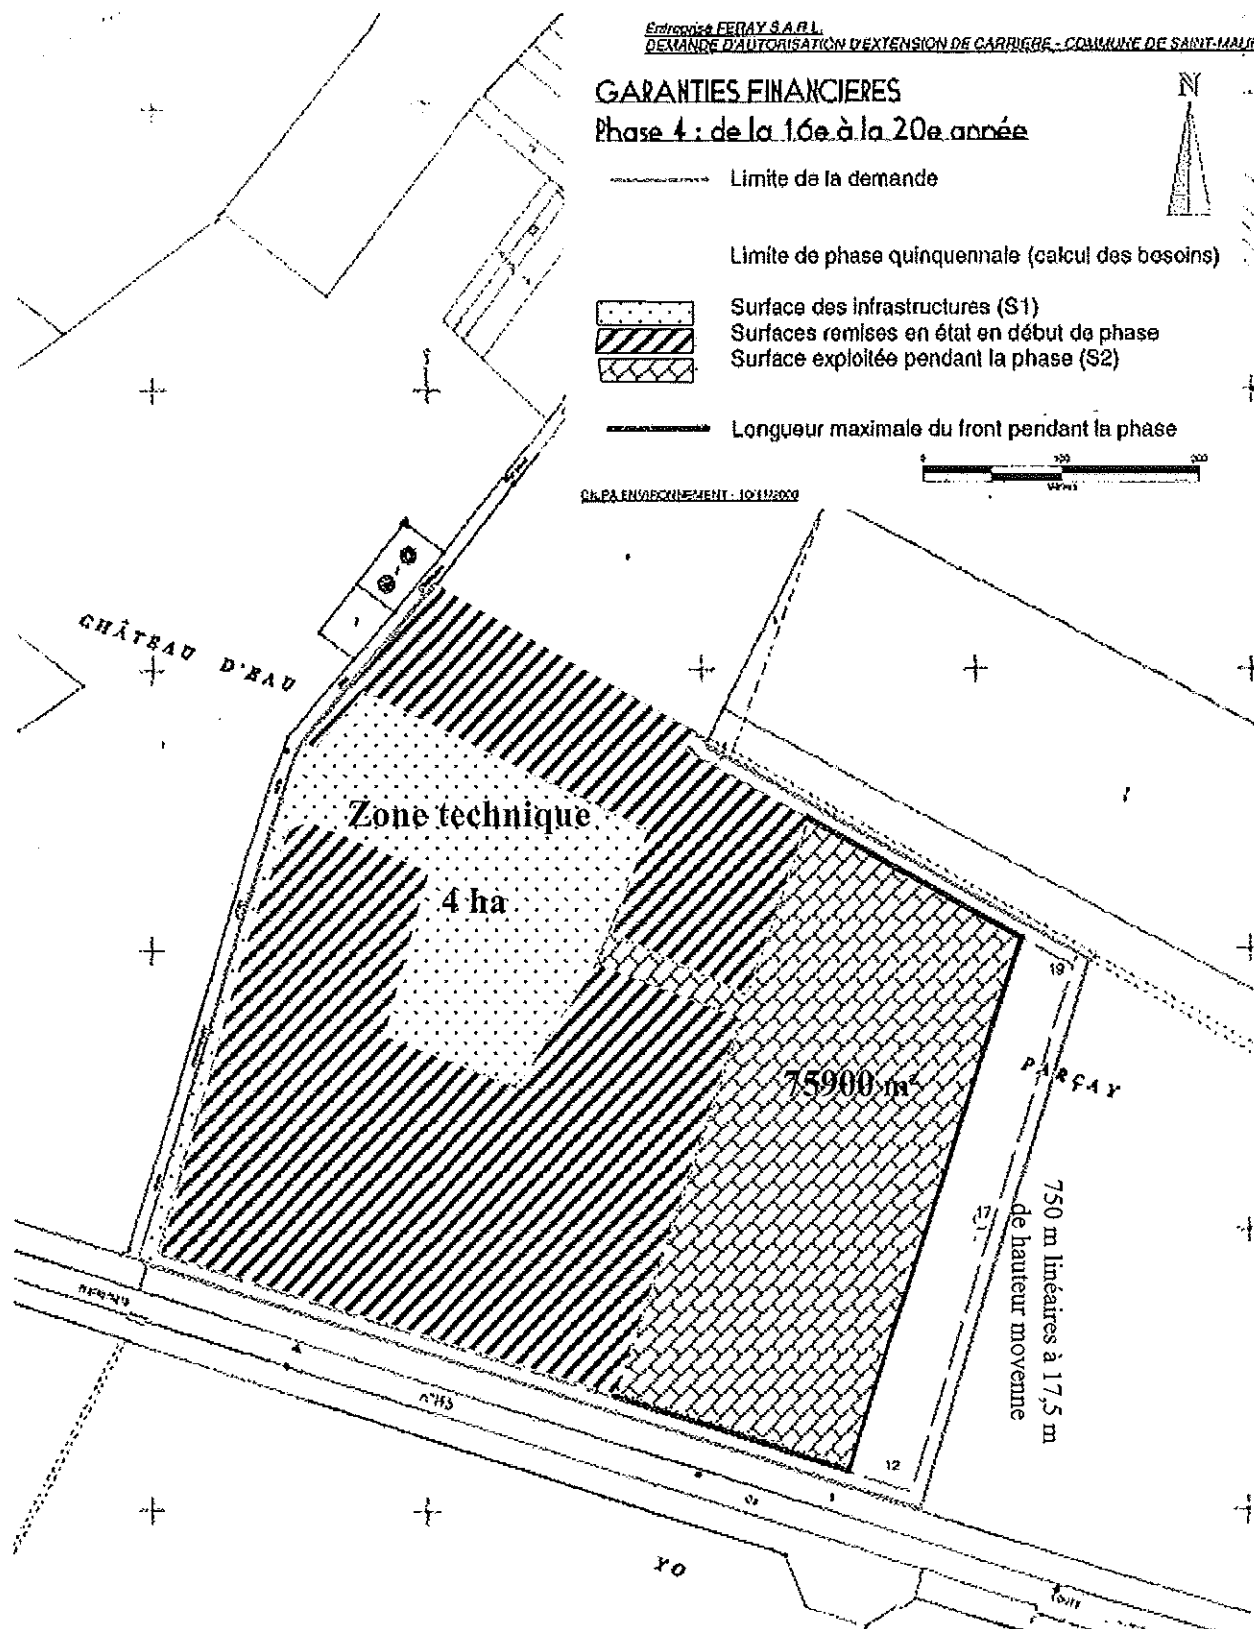 Entreprise FERAY S.A.R.L.
DEMANDE D'AUTORISATION D'EXTENSION DE CARRIERE - COMMUNE DE SAINT-MAUR
GARANTIES FINANCIERES
N
Phase 4 : de la 16e à la 20e année
Limite de la demande
Limite de phase quinquennale (calcul des besoins)
Surface des infrastructures (S1)
Surfaces remises en état en début de phase
Surface exploitée pendant la phase (S2)
Longueur maximale du front pendant la phase
0 100 200
ENVIRONNEMENT
CHÂTEAU D'EAU
Zone technique
4 ha
19
75900 m²
PARÇAY
17
750 m linéaires à 17,5 m
de hauteur moyenne
12
YO